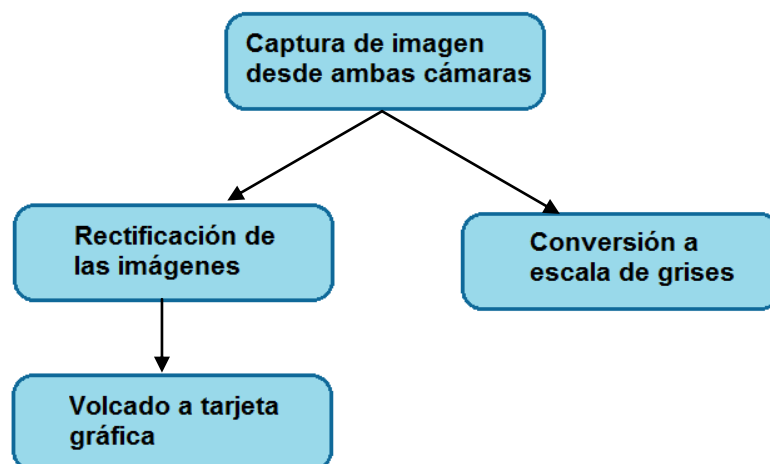 Captura de imagen
desde ambas cámaras
Rectificación de
las imágenes
Conversión a
escala de grises
Volcado a tarjeta
gráfica